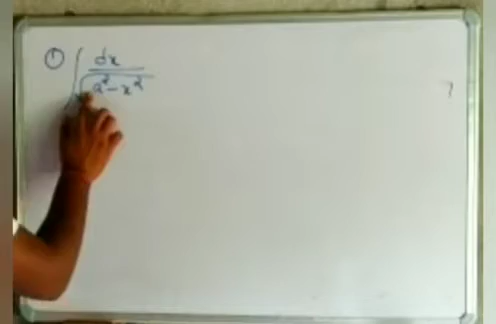 ① ∫ dx / √(a² - x²)